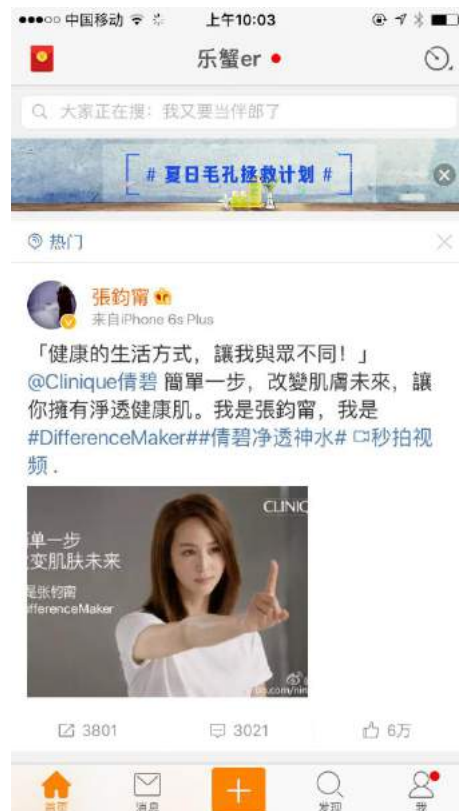 中国移动
上午10:03
乐蟹er
大家正在搜：我又要当伴郎了
# 夏日毛孔拯救计划 #
热门
張鈞甯
来自iPhone 6s Plus
「健康的生活方式，讓我與眾不同！」
@Clinique倩碧 簡單一步，改變肌膚未來，讓
你擁有淨透健康肌。我是張鈞甯，我是
#DifferenceMaker##倩碧净透神水# 秒拍视
频 .
CLINIC
单一步
变肌肤未来
是张钧甯
ifferenceMaker
3801
3021
6万
首页
消息
发现
我